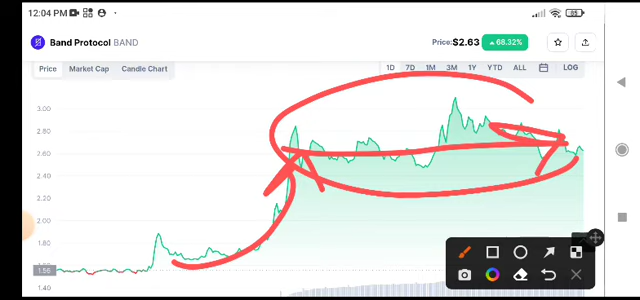 12:04 PM
85
Band Protocol BAND
Price:$2.63
68.32%
Price
Market Cap
Candle Chart
1D
7D
1M
3M
1Y
YTD
ALL
LOG
3.00
2.80
2.60
2.40
2.20
2.00
1.80
1.56
1.40